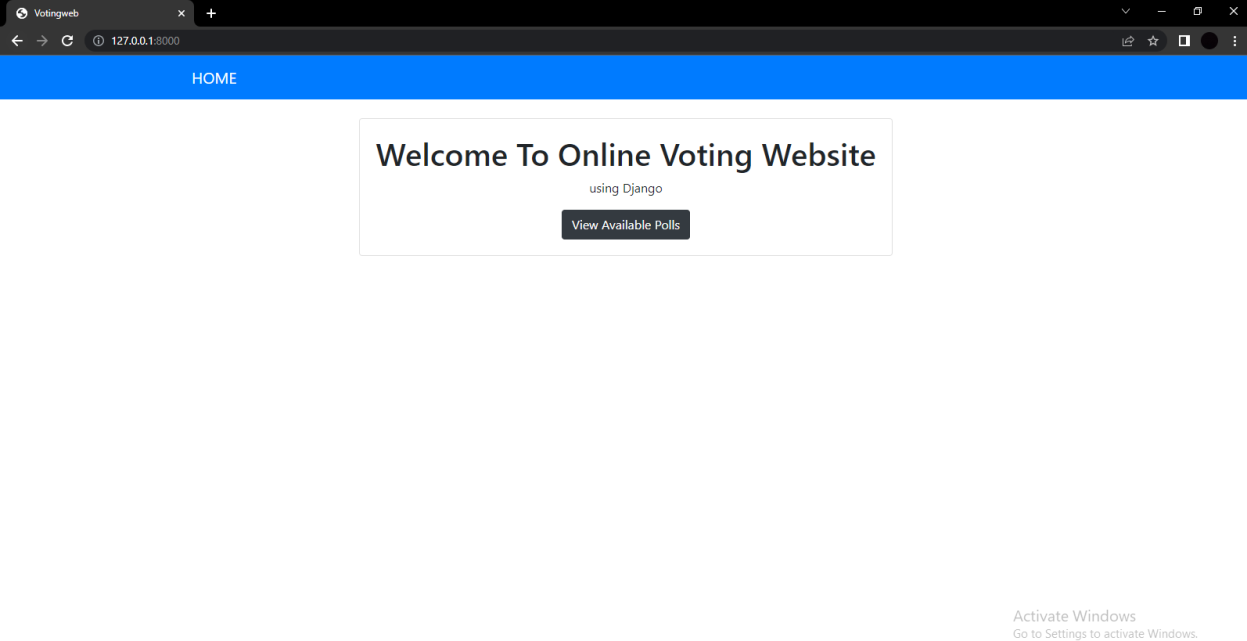 Votingweb
127.0.0.1:8000
HOME
Welcome To Online Voting Website
using Django
View Available Polls
Activate Windows
Go to Settings to activate Windows.